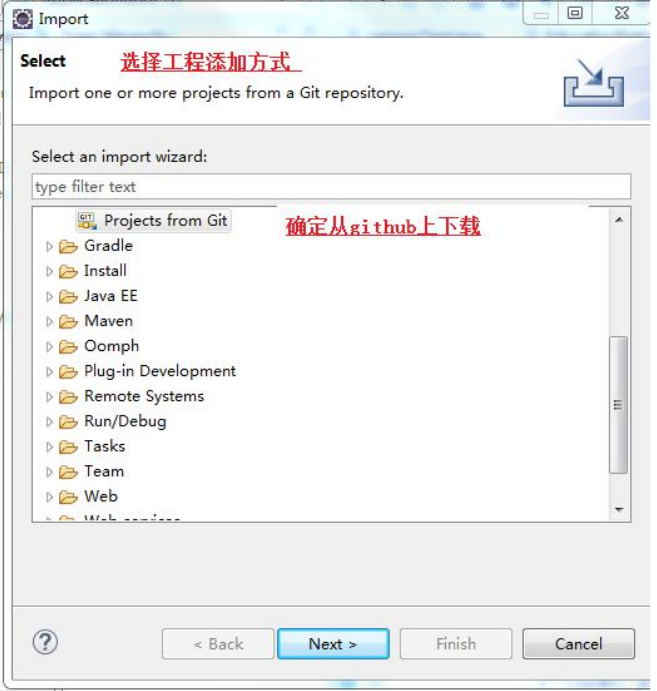 Import
Select 选择工程添加方式
Import one or more projects from a Git repository.
Select an import wizard:
type filter text
GIT Projects from Git 确定从github上下载
Gradle
Install
Java EE
Maven
Oomph
Plug-in Development
Remote Systems
Run/Debug
Tasks
Team
Web
Web services
? < Back Next > Finish Cancel